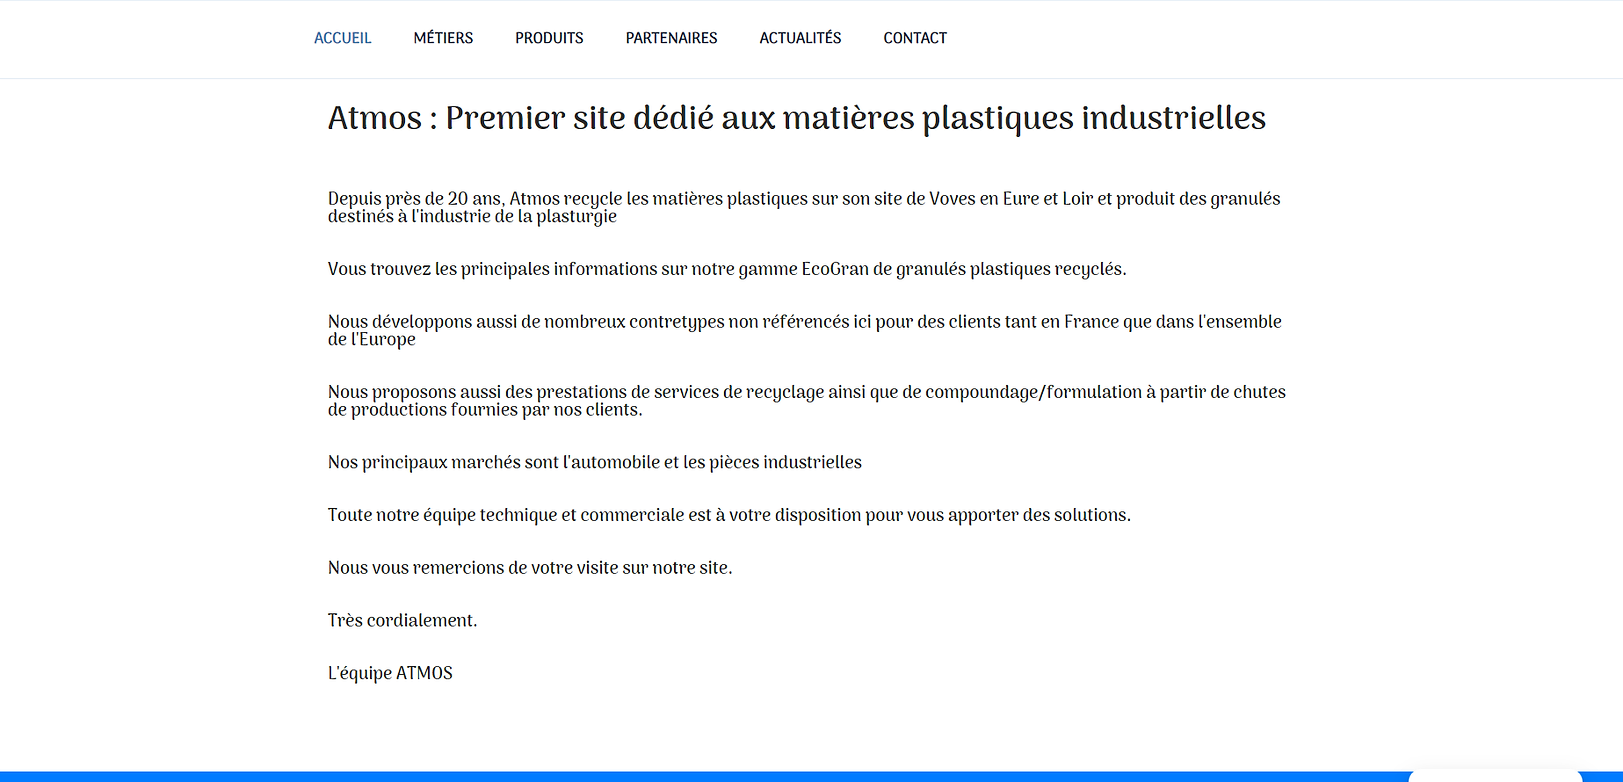 ACCUEIL MÉTIERS PRODUITS PARTENAIRES ACTUALITÉS CONTACT
Atmos : Premier site dédié aux matières plastiques industrielles
Depuis près de 20 ans, Atmos recycle les matières plastiques sur son site de Voves en Eure et Loir et produit des granulés
destinés à l'industrie de la plasturgie
Vous trouvez les principales informations sur notre gamme EcoGran de granulés plastiques recyclés.
Nous développons aussi de nombreux contretypes non référencés ici pour des clients tant en France que dans l'ensemble
de l'Europe
Nous proposons aussi des prestations de services de recyclage ainsi que de compoundage/formulation à partir de chutes
de productions fournies par nos clients.
Nos principaux marchés sont l'automobile et les pièces industrielles
Toute notre équipe technique et commerciale est à votre disposition pour vous apporter des solutions.
Nous vous remercions de votre visite sur notre site.
Très cordialement.
L'équipe ATMOS